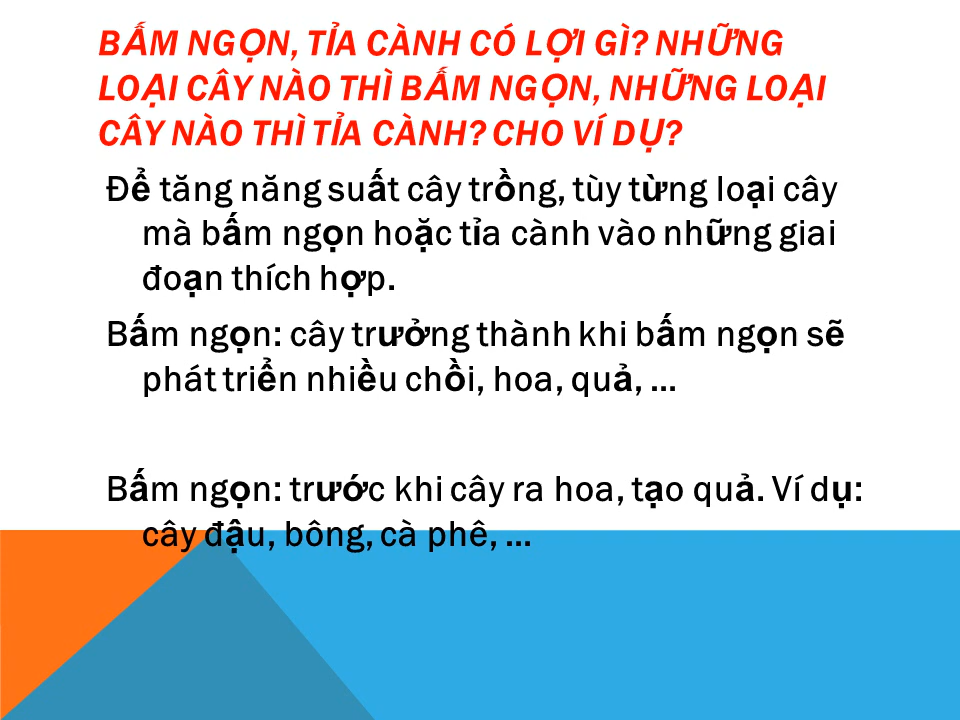 BẤM NGỌN, TỈA CÀNH CÓ LỢI GÌ? NHỮNG
LOẠI CÂY NÀO THÌ BẤM NGỌN, NHỮNG LOẠI
CÂY NÀO THÌ TỈA CÀNH? CHO VÍ DỤ?
Để tăng năng suất cây trồng, tùy từng loại cây
mà bấm ngọn hoặc tỉa cành vào những giai
đoạn thích hợp.
Bấm ngọn: cây trưởng thành khi bấm ngọn sẽ
phát triển nhiều chồi, hoa, quả, ...
Bấm ngọn: trước khi cây ra hoa, tạo quả. Ví dụ:
cây đậu, bông, cà phê, ...